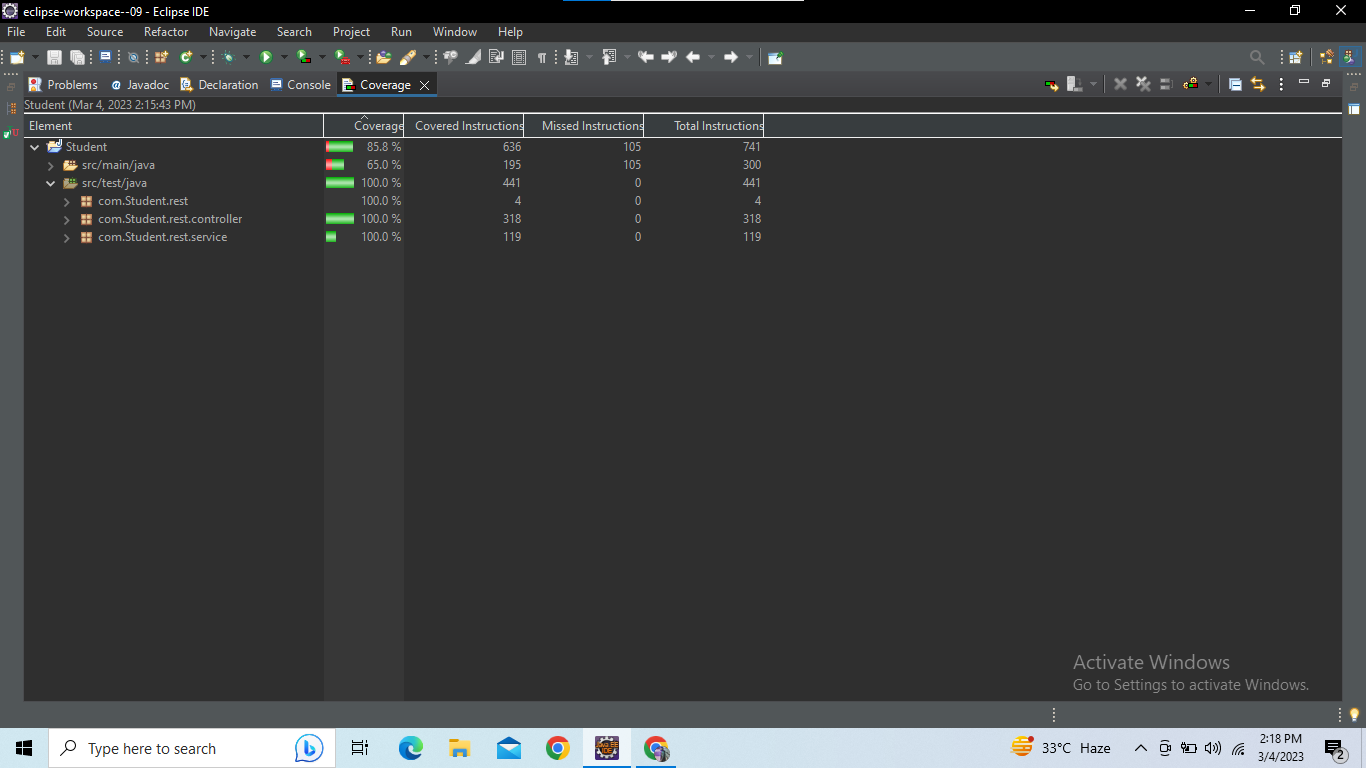 eclipse-workspace--09 - Eclipse IDE
File Edit Source Refactor Navigate Search Project Run Window Help
Problems @ Javadoc Declaration Console Coverage
Student (Mar 4, 2023 2:15:43 PM)
Element Coverage Covered Instructions Missed Instructions Total Instructions
Student 85.8 % 636 105 741
src/main/java 65.0 % 195 105 300
src/test/java 100.0 % 441 0 441
com.Student.rest 100.0 % 4 0 4
com.Student.rest.controller 100.0 % 318 0 318
com.Student.rest.service 100.0 % 119 0 119
Activate Windows
Go to Settings to activate Windows.
Type here to search
33°C Haze
2:18 PM
3/4/2023
2